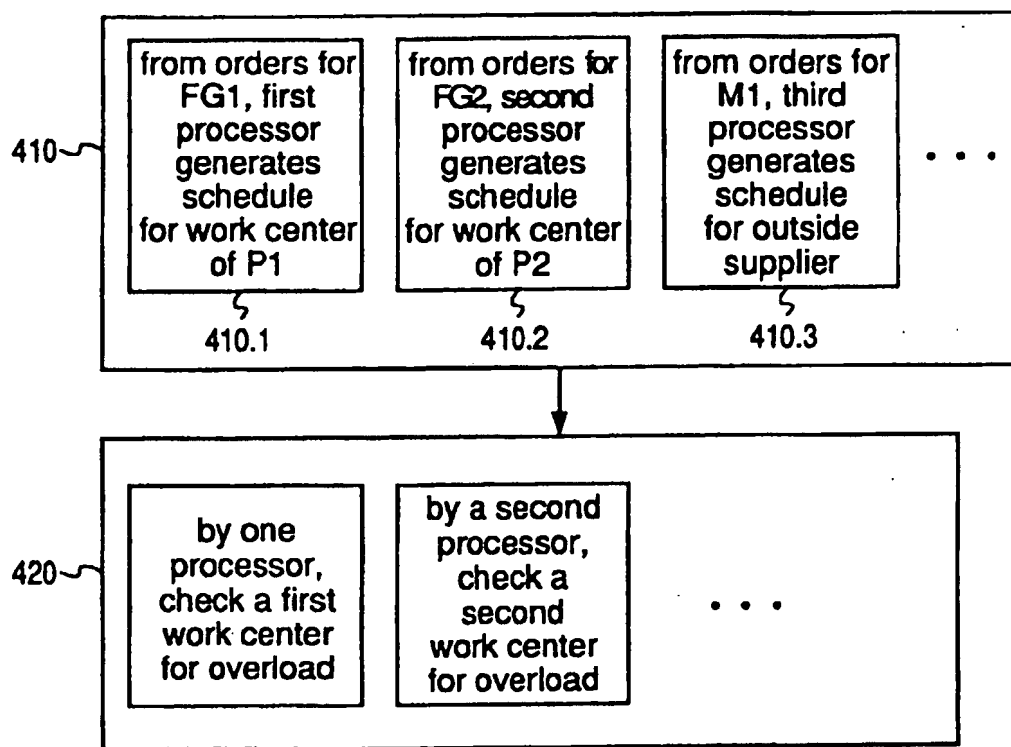 from orders for
FG1, first
processor
generates
schedule
for work center
of P1
from orders for
FG2, second
processor
generates
schedule
for work center
of P2
from orders for
M1, third
processor
generates
schedule
for outside
supplier
410
410.1
410.2
410.3
by one
processor,
check a first
work center
for overload
by a second
processor,
check a
second
work center
for overload
420